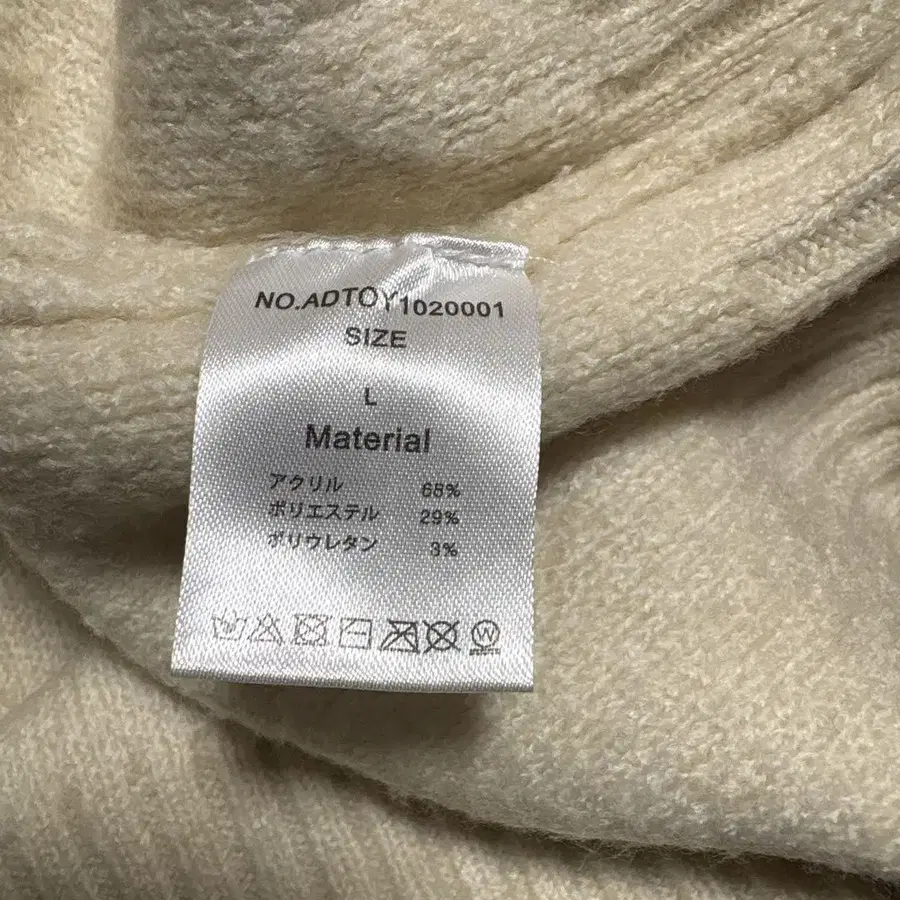 NO.ADTOY1020001
SIZE
L
Material
アクリル 68%
ポリエステル 29%
ポリウレタン 3%
W